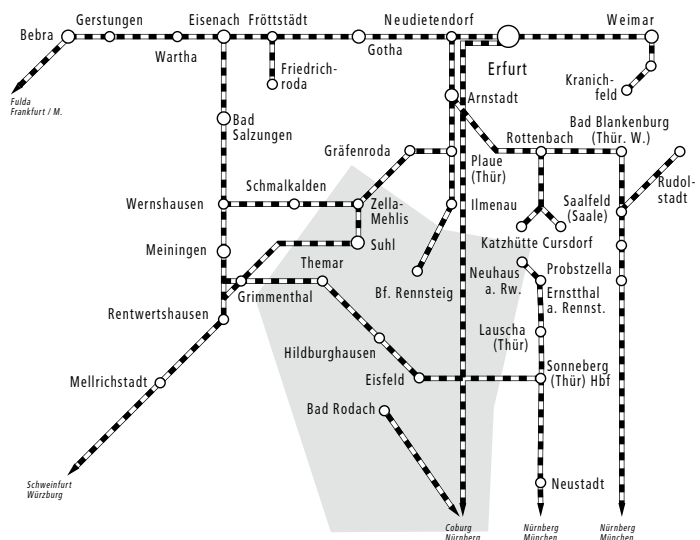 Gerstungen
Eisenach
Fröttstädt
Neudietendorf
Weimar
Bebra
Wartha
Gotha
Erfurt
Friedrich-
roda
Kranich-
feld
Fulda
Frankfurt / M.
Arnstadt
Bad
Salzungen
Bad Blankenburg
(Thür. W.)
Rottenbach
Gräfenroda
Plaue
(Thür)
Rudol-
stadt
Schmalkalden
Wernshausen
Zella-
Mehlis
Ilmenau
Saalfeld
(Saale)
Meiningen
Suhl
Katzhütte Cursdorf
Themar
Neuhaus
a. Rw.
Probstzella
Grimmenthal
Bf. Rennsteig
Ernstthal
a. Rennst.
Rentwertshausen
Lauscha
(Thür)
Hildburghausen
Sonneberg
(Thür) Hbf
Mellrichstadt
Eisfeld
Bad Rodach
Schweinfurt
Würzburg
Neustadt
Coburg
Nürnberg
Nürnberg
München
Nürnberg
München